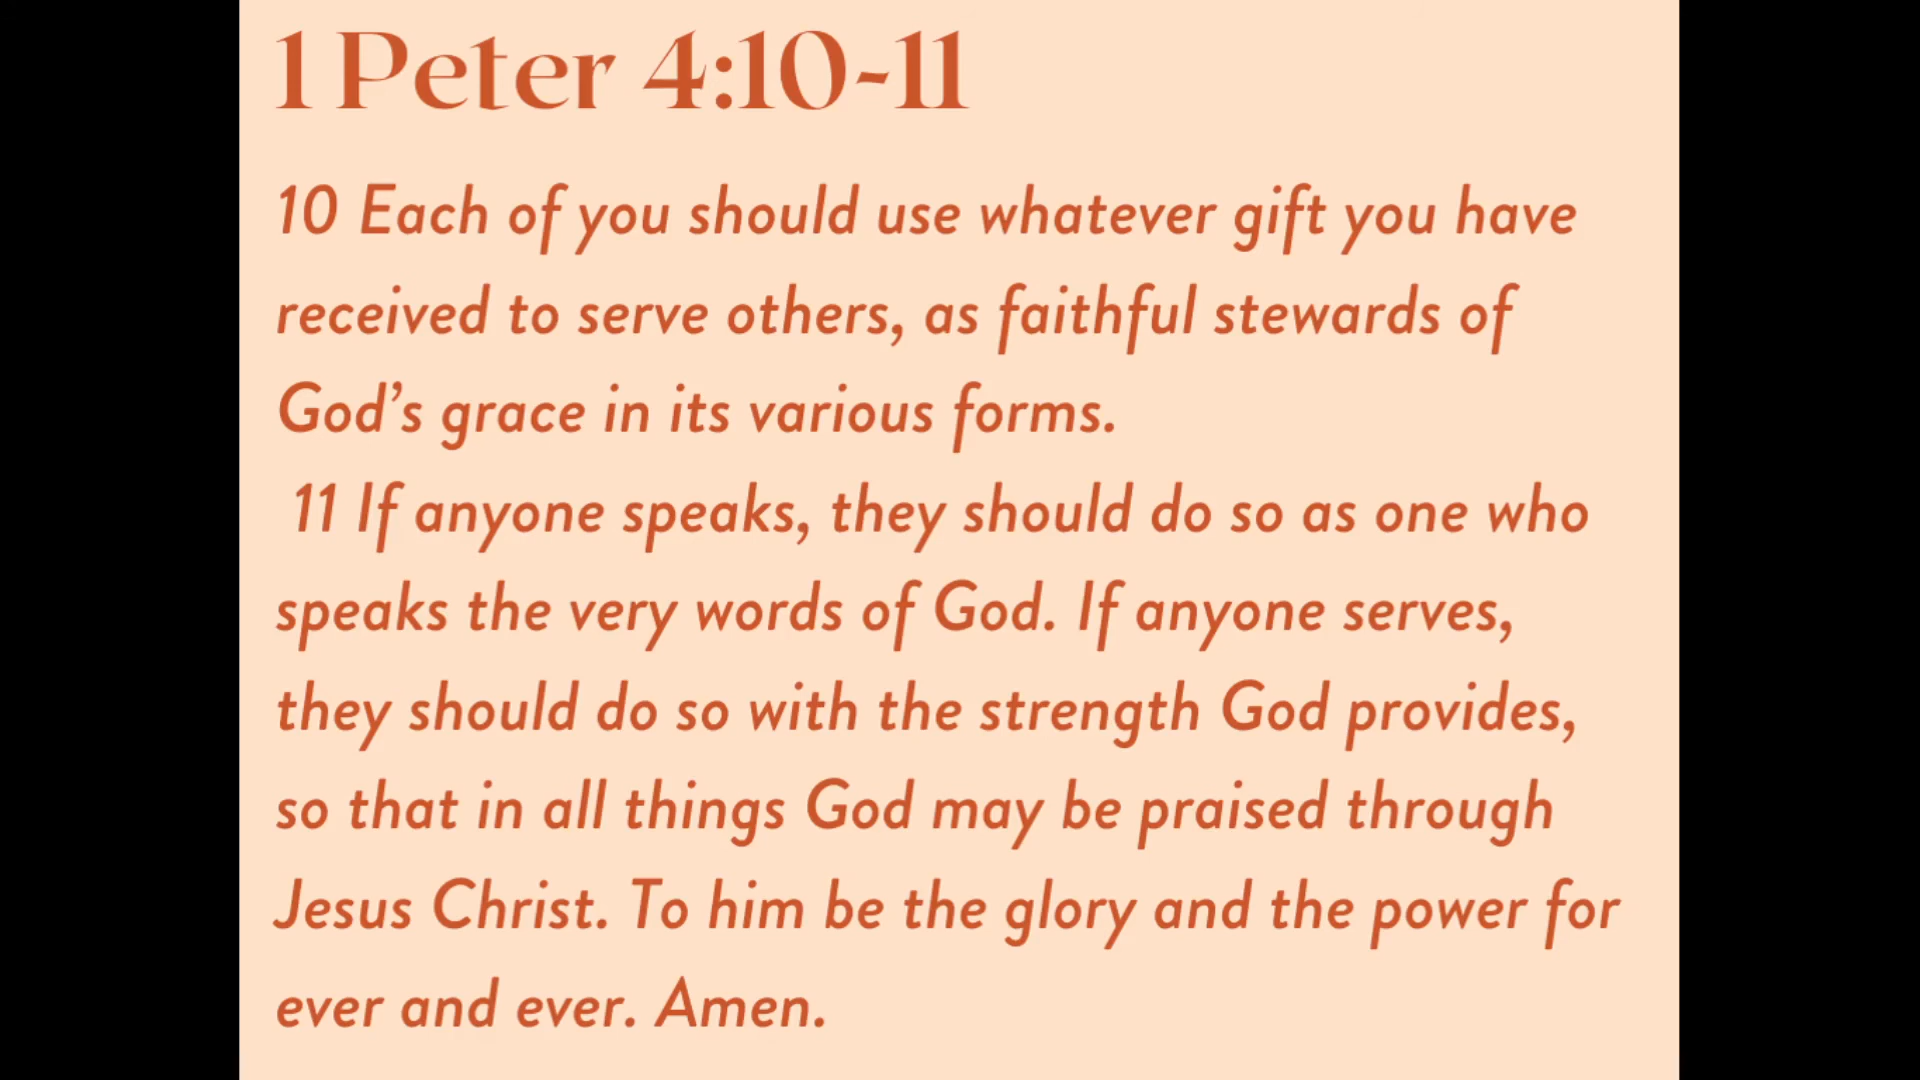 1 Peter 4:10-11
10 Each of you should use whatever gift you have
received to serve others, as faithful stewards of
God’s grace in its various forms.
11 If anyone speaks, they should do so as one who
speaks the very words of God. If anyone serves,
they should do so with the strength God provides,
so that in all things God may be praised through
Jesus Christ. To him be the glory and the power for
ever and ever. Amen.